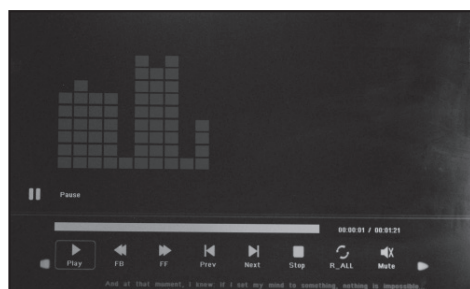 Pause
00:00:01 / 00:01:21
Play FB FF Prev Next Stop R_ALL Mute
And at that moment, I know if I set my mind to something, nothing is impossible